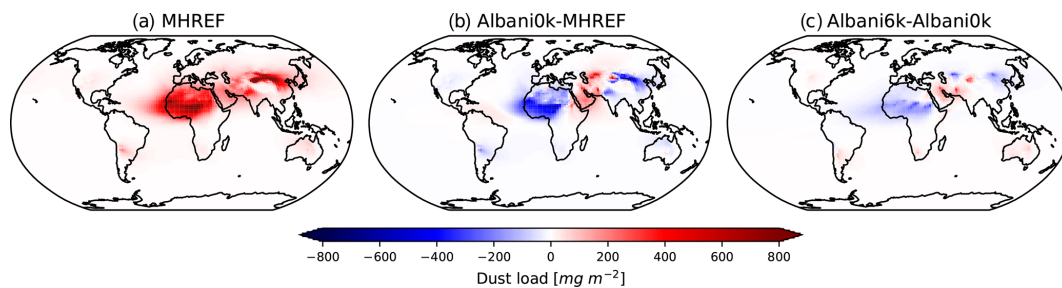 (a) MHREF
(b) Albani0k-MHREF
(c) Albani6k-Albani0k
−800 −600 −400 −200 0 200 400 600 800
Dust load [mg m⁻²]